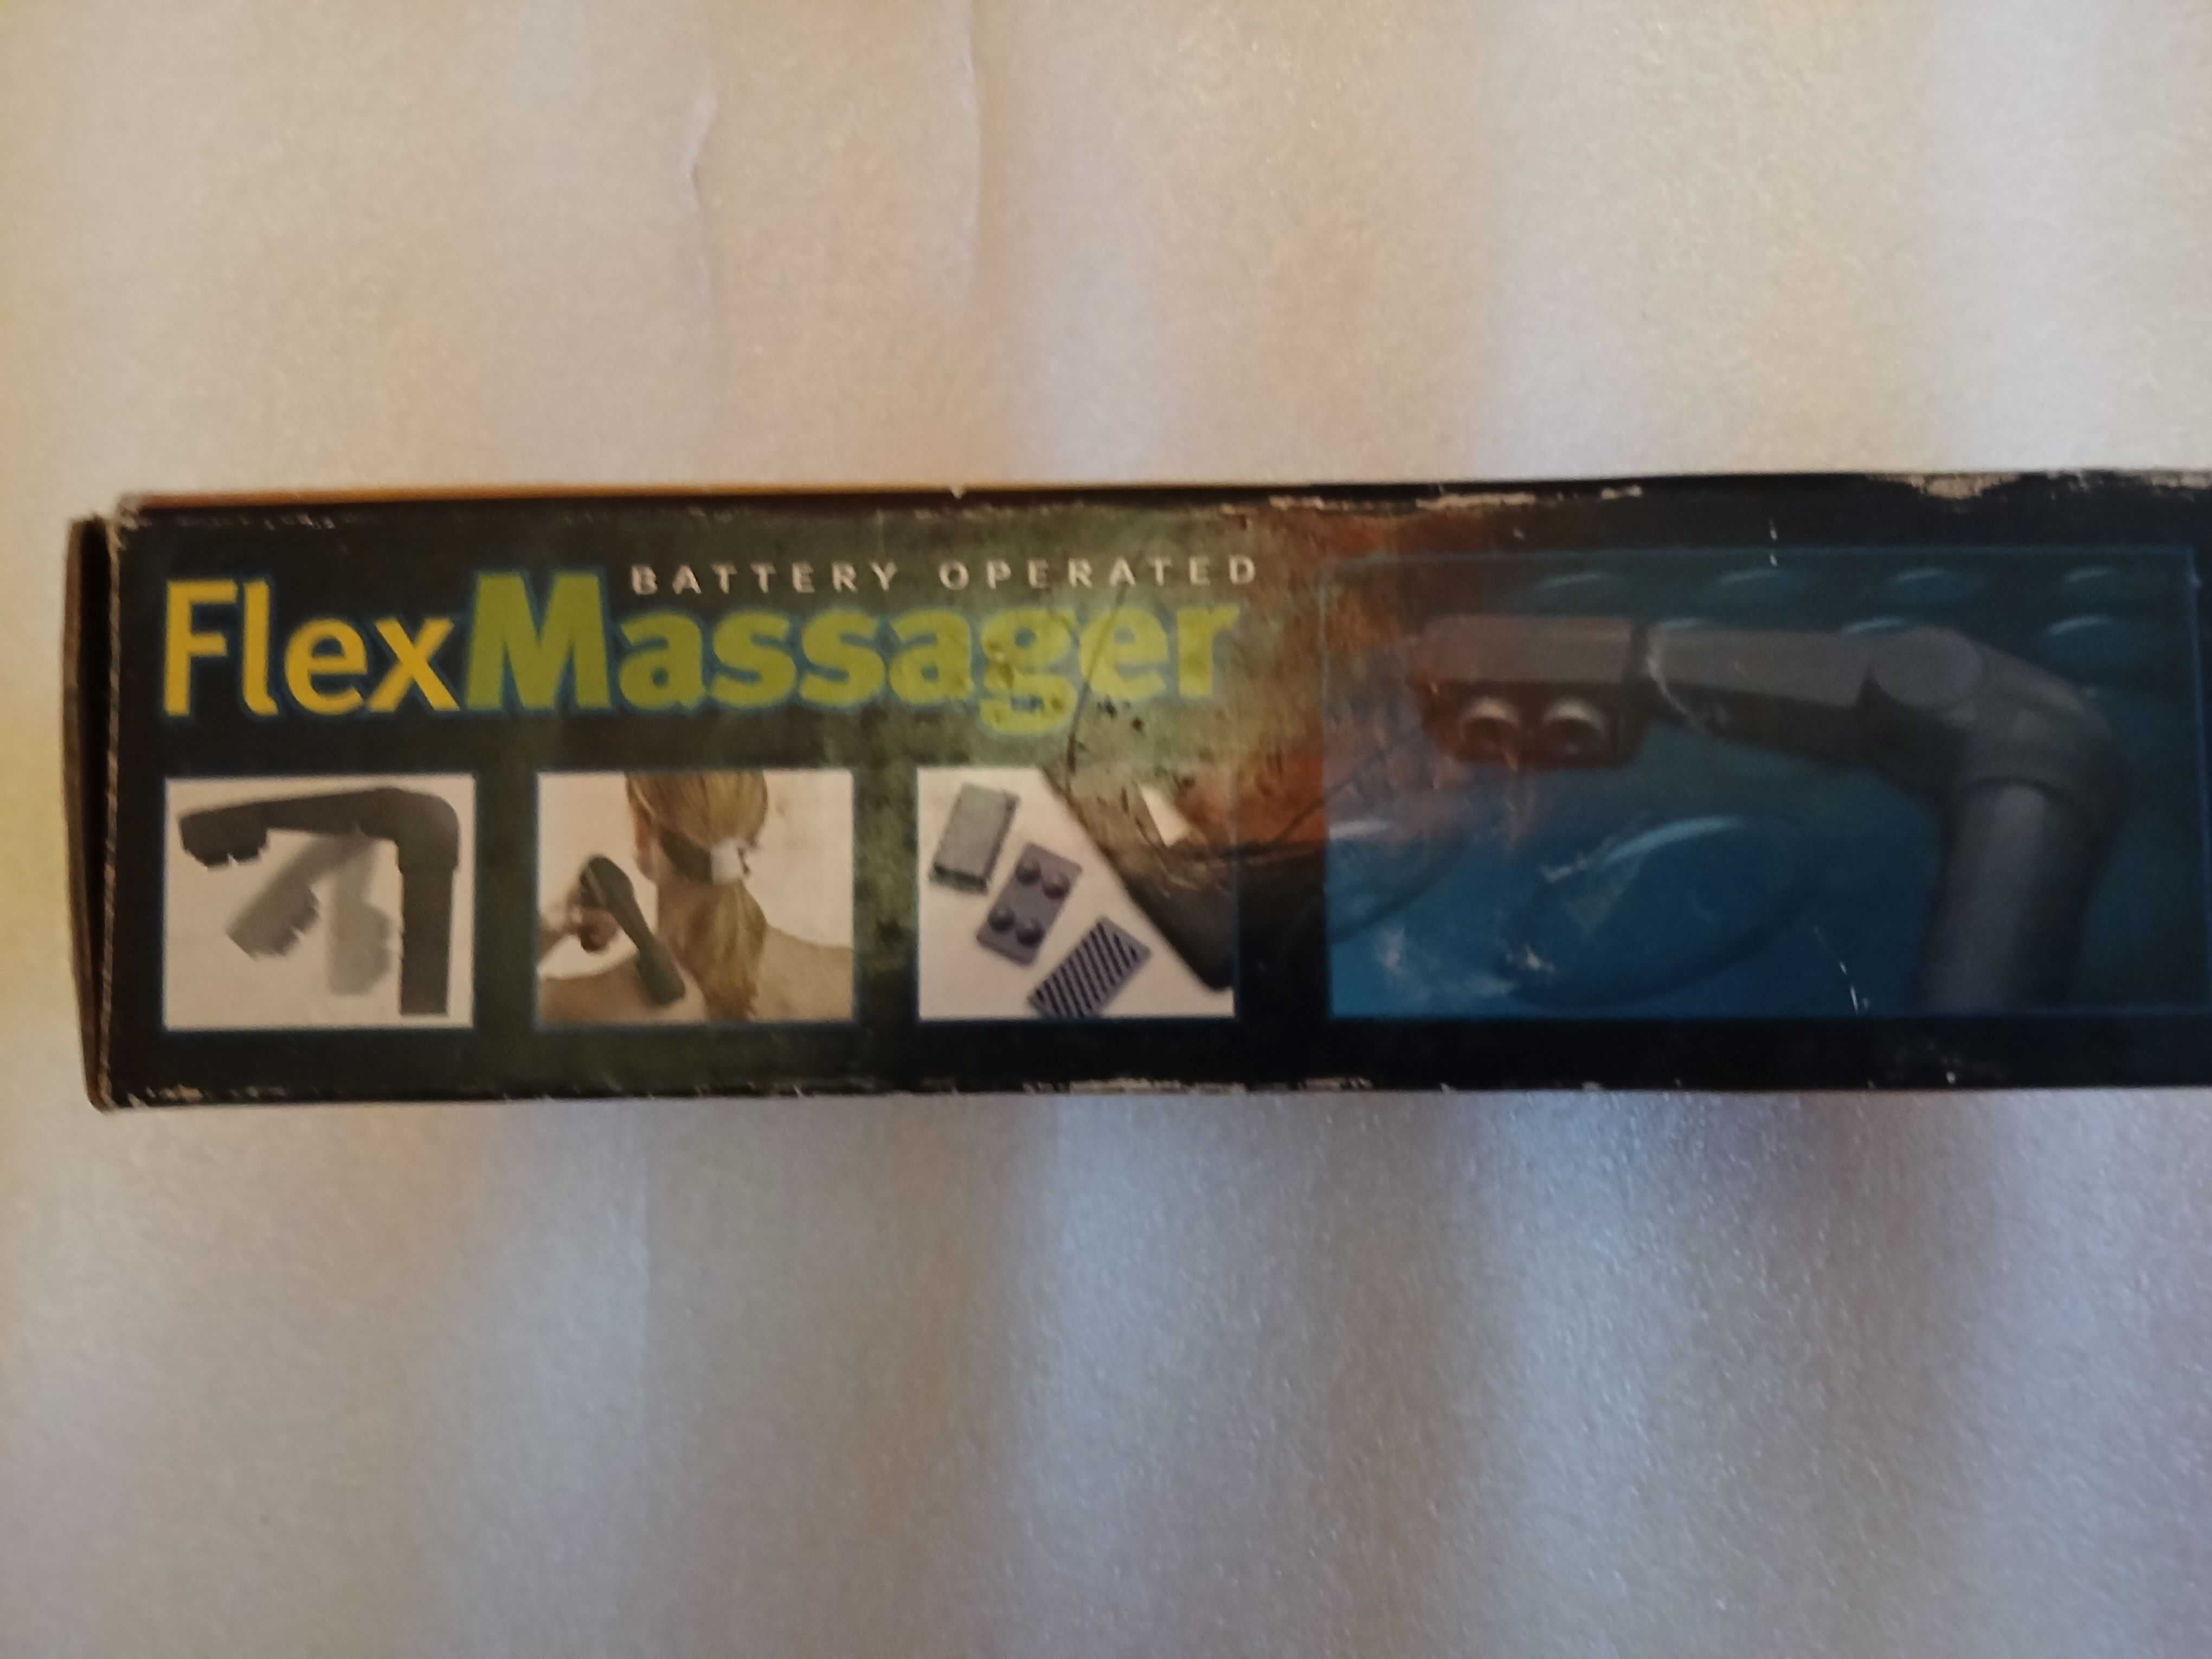 BATTERY OPERATED
FlexMassager